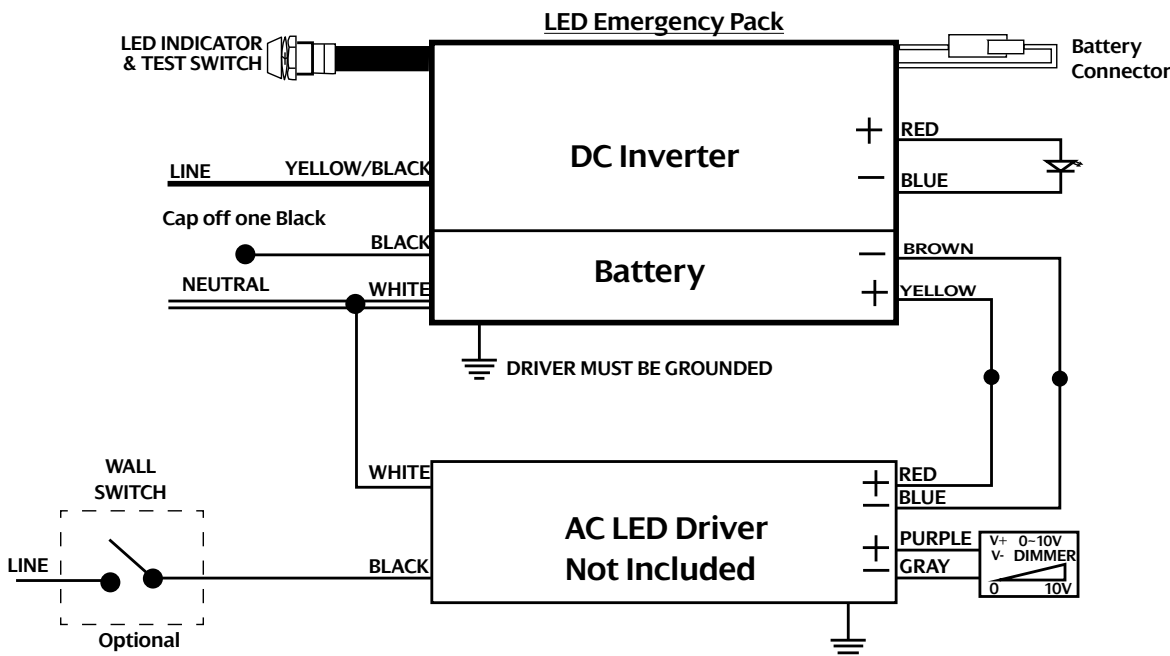 LED Emergency Pack
LED INDICATOR
& TEST SWITCH
Battery
Connector
DC Inverter
+
RED
−
BLUE
LINE
YELLOW/BLACK
Cap off one Black
BLACK
NEUTRAL
WHITE
Battery
−
BROWN
+
YELLOW
DRIVER MUST BE GROUNDED
WALL
SWITCH
LINE
Optional
WHITE
BLACK
AC LED Driver
Not Included
+
RED
−
BLUE
+
PURPLE
−
GRAY
V+ 0~10V
V- DIMMER
0 10V